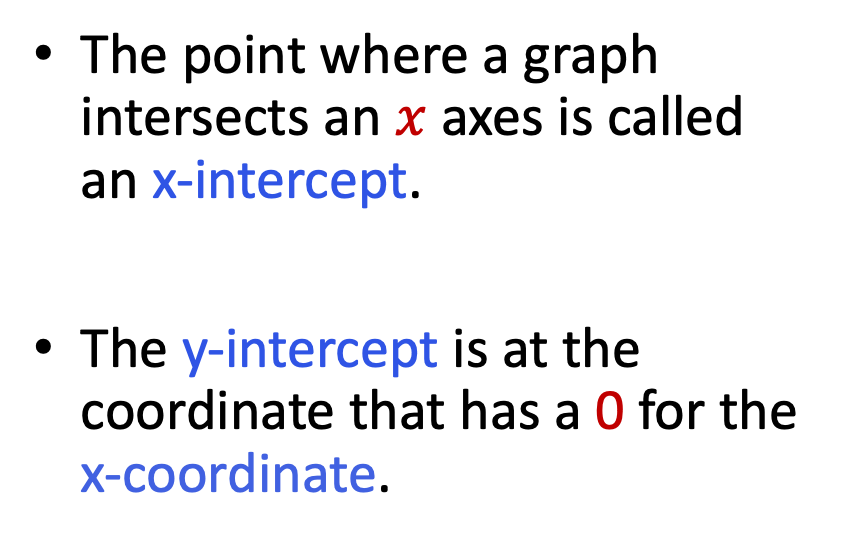 • The point where a graph
intersects an x axes is called
an x-intercept.
• The y-intercept is at the
coordinate that has a 0 for the
x-coordinate.